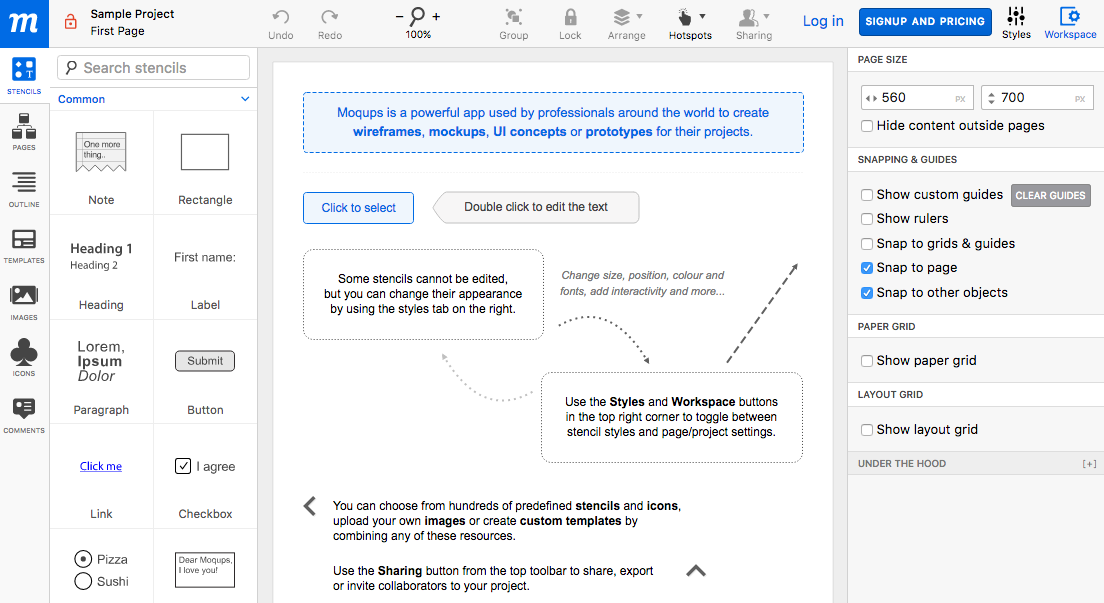 m
Sample Project
First Page
100%
Undo
Redo
Group
Lock
Arrange
Hotspots
Sharing
Log in
SIGNUP AND PRICING
Styles
Workspace
STENCILS
PAGES
OUTLINE
TEMPLATES
IMAGES
ICONS
COMMENTS
Search stencils
Common
One more
thing..
Note
Rectangle
Heading 1
Heading 2
Heading
First name:
Label
Lorem,
Ipsum
Dolor
Paragraph
Submit
Button
Click me
Link
I agree
Checkbox
Pizza
Sushi
Dear Moqups,
I love you!
Moqups is a powerful app used by professionals around the world to create
wireframes, mockups, UI concepts or prototypes for their projects.
Click to select
Double click to edit the text
Some stencils cannot be edited,
but you can change their appearance
by using the styles tab on the right.
Change size, position, colour and
fonts, add interactivity and more...
Use the Styles and Workspace buttons
in the top right corner to toggle between
stencil styles and page/project settings.
You can choose from hundreds of predefined stencils and icons,
upload your own images or create custom templates by
combining any of these resources.
Use the Sharing button from the top toolbar to share, export
or invite collaborators to your project.
PAGE SIZE
560 PX
700 PX
Hide content outside pages
SNAPPING & GUIDES
Show custom guides
CLEAR GUIDES
Show rulers
Snap to grids & guides
Snap to page
Snap to other objects
PAPER GRID
Show paper grid
LAYOUT GRID
Show layout grid
UNDER THE HOOD [+]